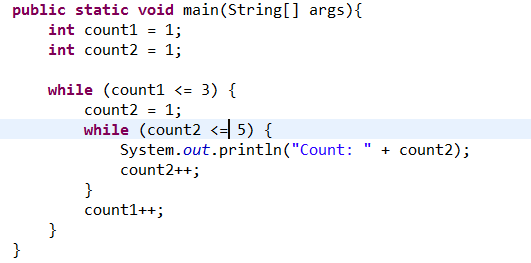 public static void main(String[] args){
    int count1 = 1;
    int count2 = 1;

    while (count1 <= 3) {
        count2 = 1;
        while (count2 <= 5) {
            System.out.println("Count: " + count2);
            count2++;
        }
        count1++;
    }
}